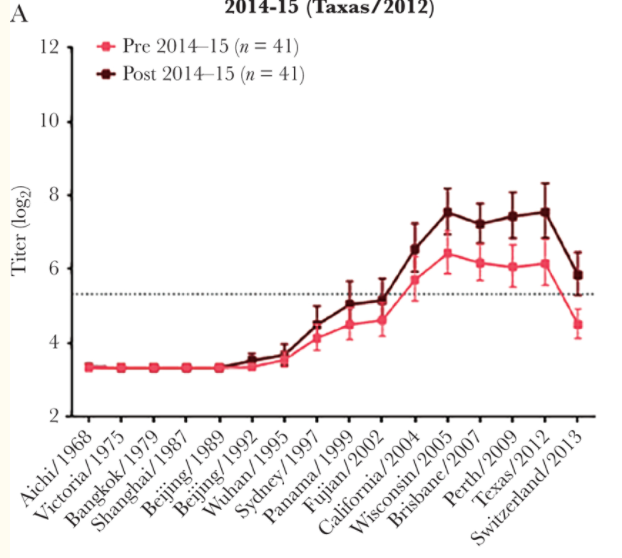 A
2014-15 (Taxas/2012)
Pre 2014–15 (n = 41)
Post 2014–15 (n = 41)
Titer (log2)
12
10
8
6
4
2
Aichi/1968
Victoria/1975
Bangkok/1979
Shanghai/1987
Beijing/1989
Beijing/1992
Wuhan/1995
Sydney/1997
Panama/1999
Fujian/2002
California/2004
Wisconsin/2005
Brisbane/2007
Perth/2009
Texas/2012
Switzerland/2013